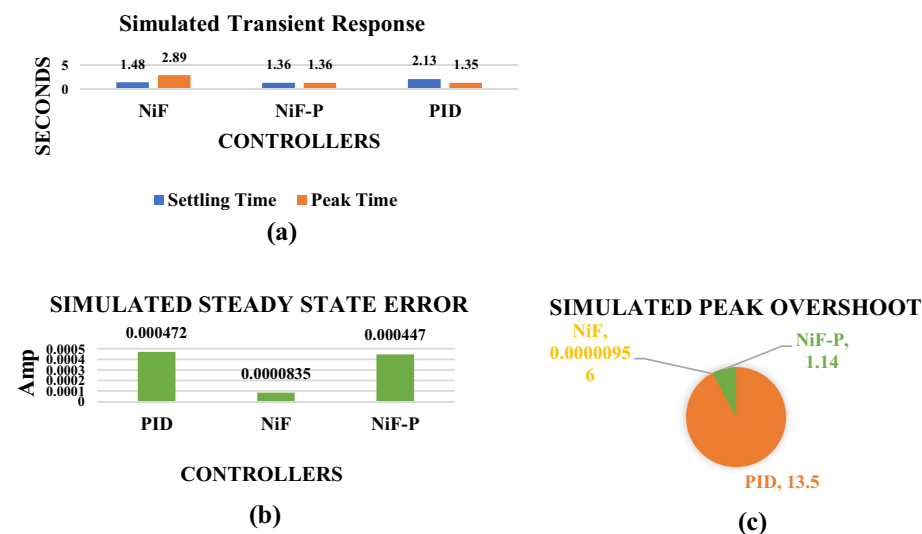 Simulated Transient Response
SECONDS
5
0
1.48
2.89
1.36
1.36
2.13
1.35
NiF
NiF-P
PID
CONTROLLERS
Settling Time
Peak Time
(a)
SIMULATED STEADY STATE ERROR
Amp
0.0005
0.0004
0.0003
0.0002
0.0001
0
0.000472
0.0000835
0.000447
PID
NiF
NiF-P
CONTROLLERS
(b)
SIMULATED PEAK OVERSHOOT
NiF,
0.0000095
6
NiF-P,
1.14
PID, 13.5
(c)